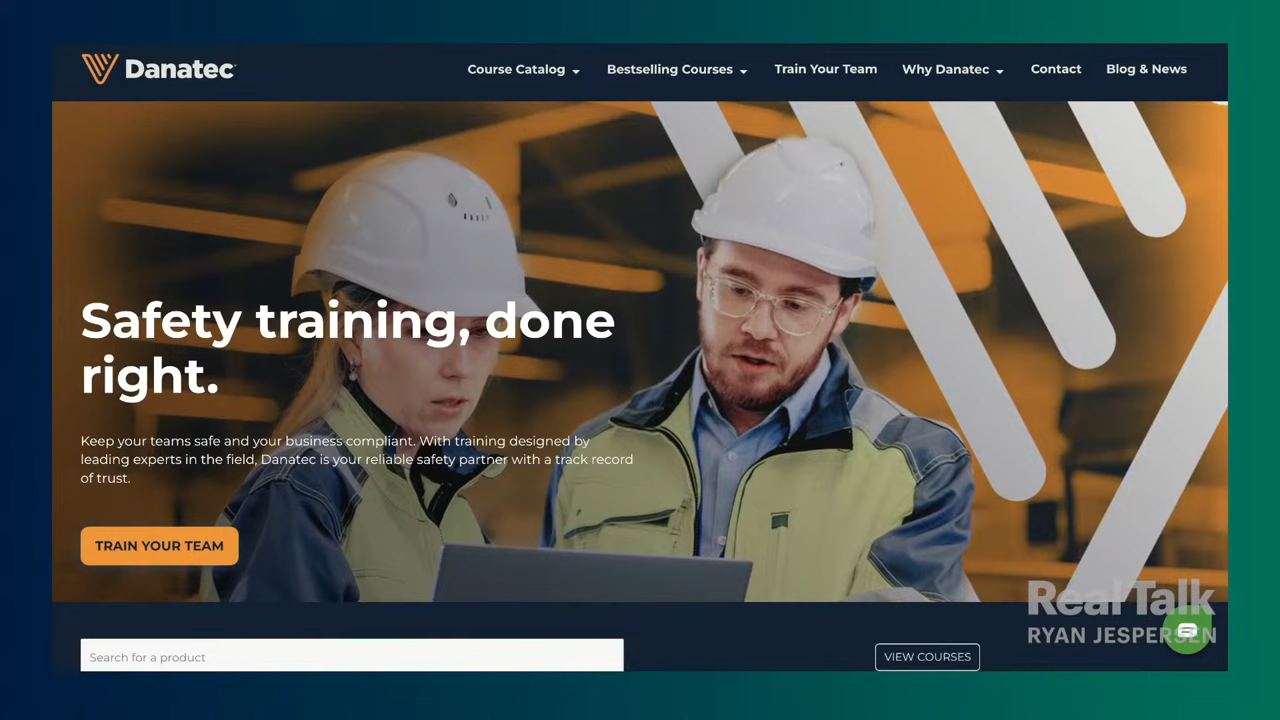 Danatec
Course Catalog
Bestselling Courses
Train Your Team
Why Danatec
Contact
Blog & News
Safety training, done
right.
Keep your teams safe and your business compliant. With training designed by
leading experts in the field, Danatec is your reliable safety partner with a track record
of trust.
TRAIN YOUR TEAM
Search for a product
VIEW COURSES
Real Talk
RYAN JESPERSEN